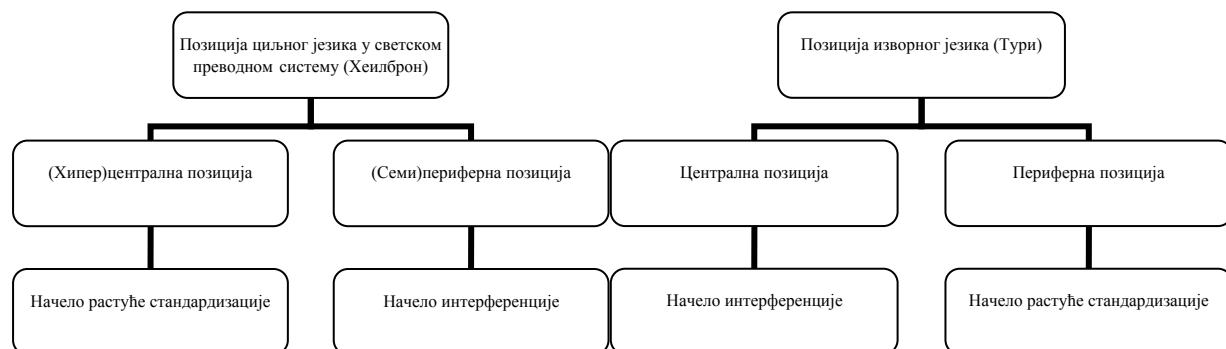 Позиција циљног језика у светском
преводном систему (Хеилброн)
Позиција изворног језика (Тури)
(Хипер)централна позиција
(Семи)периферна позиција
Централна позиција
Периферна позиција
Начело растуће стандардизације
Начело интерференције
Начело интерференције
Начело растуће стандардизације